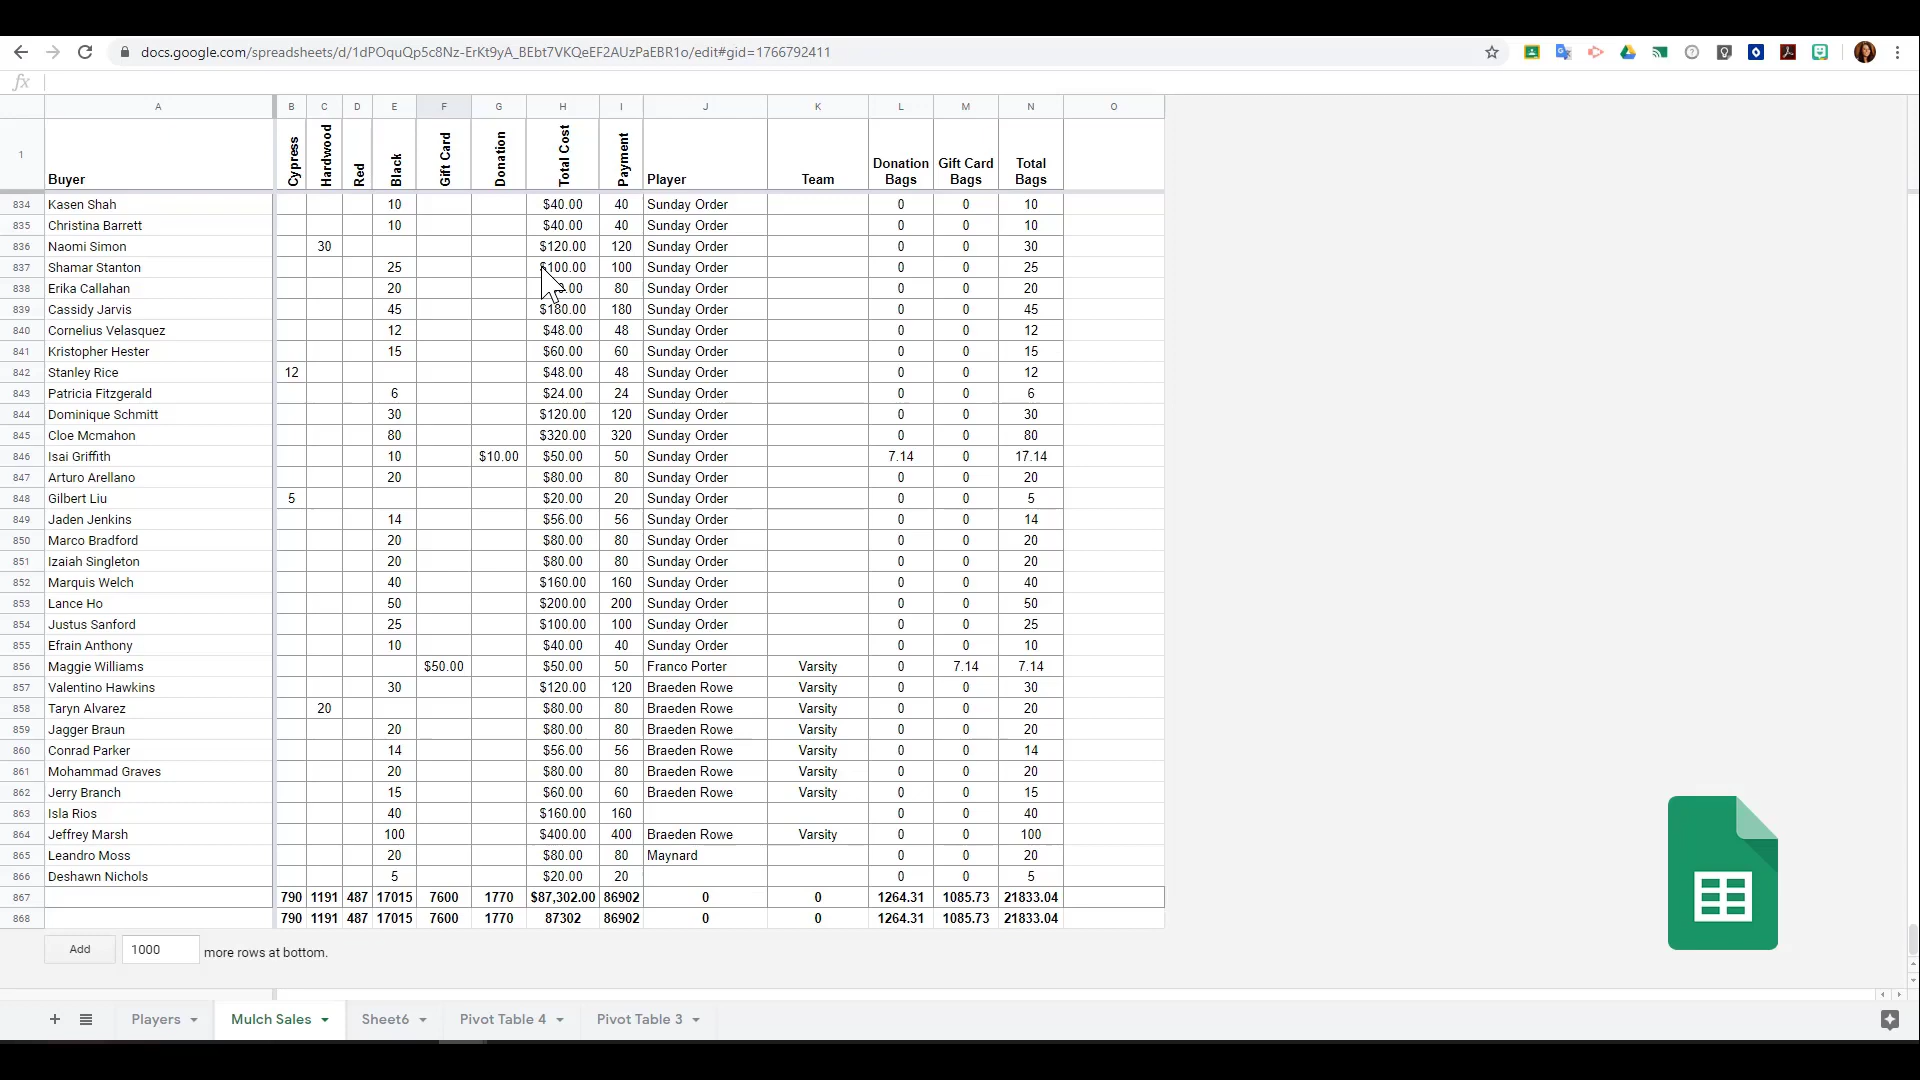 docs.google.com/spreadsheets/d/1dPOquQp5c8Nz-ErKt9yA_BEbt7VKQeEF2AUzPaEBR1o/edit#gid=1766792411
fx
A B C D E F G H I J K L M N O
1 Buyer Cypress Hardwood Red Black Gift Card Donation Total Cost Payment Player Team Donation Bags Gift Card Bags Total Bags
834 Kasen Shah 10 $40.00 40 Sunday Order 0 0 10
835 Christina Barrett 10 $40.00 40 Sunday Order 0 0 10
836 Naomi Simon 30 $120.00 120 Sunday Order 0 0 30
837 Shamar Stanton 25 $100.00 100 Sunday Order 0 0 25
838 Erika Callahan 20 .00 80 Sunday Order 0 0 20
839 Cassidy Jarvis 45 $180.00 180 Sunday Order 0 0 45
840 Cornelius Velasquez 12 $48.00 48 Sunday Order 0 0 12
841 Kristopher Hester 15 $60.00 60 Sunday Order 0 0 15
842 Stanley Rice 12 $48.00 48 Sunday Order 0 0 12
843 Patricia Fitzgerald 6 $24.00 24 Sunday Order 0 0 6
844 Dominique Schmitt 30 $120.00 120 Sunday Order 0 0 30
845 Cloe Mcmahon 80 $320.00 320 Sunday Order 0 0 80
846 Isai Griffith 10 $10.00 $50.00 50 Sunday Order 7.14 0 17.14
847 Arturo Arellano 20 $80.00 80 Sunday Order 0 0 20
848 Gilbert Liu 5 $20.00 20 Sunday Order 0 0 5
849 Jaden Jenkins 14 $56.00 56 Sunday Order 0 0 14
850 Marco Bradford 20 $80.00 80 Sunday Order 0 0 20
851 Izaiah Singleton 20 $80.00 80 Sunday Order 0 0 20
852 Marquis Welch 40 $160.00 160 Sunday Order 0 0 40
853 Lance Ho 50 $200.00 200 Sunday Order 0 0 50
854 Justus Sanford 25 $100.00 100 Sunday Order 0 0 25
855 Efrain Anthony 10 $40.00 40 Sunday Order 0 0 10
856 Maggie Williams $50.00 $50.00 50 Franco Porter Varsity 0 7.14 7.14
857 Valentino Hawkins 30 $120.00 120 Braeden Rowe Varsity 0 0 30
858 Taryn Alvarez 20 $80.00 80 Braeden Rowe Varsity 0 0 20
859 Jagger Braun 20 $80.00 80 Braeden Rowe Varsity 0 0 20
860 Conrad Parker 14 $56.00 56 Braeden Rowe Varsity 0 0 14
861 Mohammad Graves 20 $80.00 80 Braeden Rowe Varsity 0 0 20
862 Jerry Branch 15 $60.00 60 Braeden Rowe Varsity 0 0 15
863 Isla Rios 40 $160.00 160 0 0 40
864 Jeffrey Marsh 100 $400.00 400 Braeden Rowe Varsity 0 0 100
865 Leandro Moss 20 $80.00 80 Maynard 0 0 20
866 Deshawn Nichols 5 $20.00 20 0 0 5
867 790 1191 487 17015 7600 1770 $87,302.00 86902 0 0 1264.31 1085.73 21833.04
868 790 1191 487 17015 7600 1770 87302 86902 0 0 1264.31 1085.73 21833.04
Add 1000 more rows at bottom.
Players Mulch Sales Sheet6 Pivot Table 4 Pivot Table 3